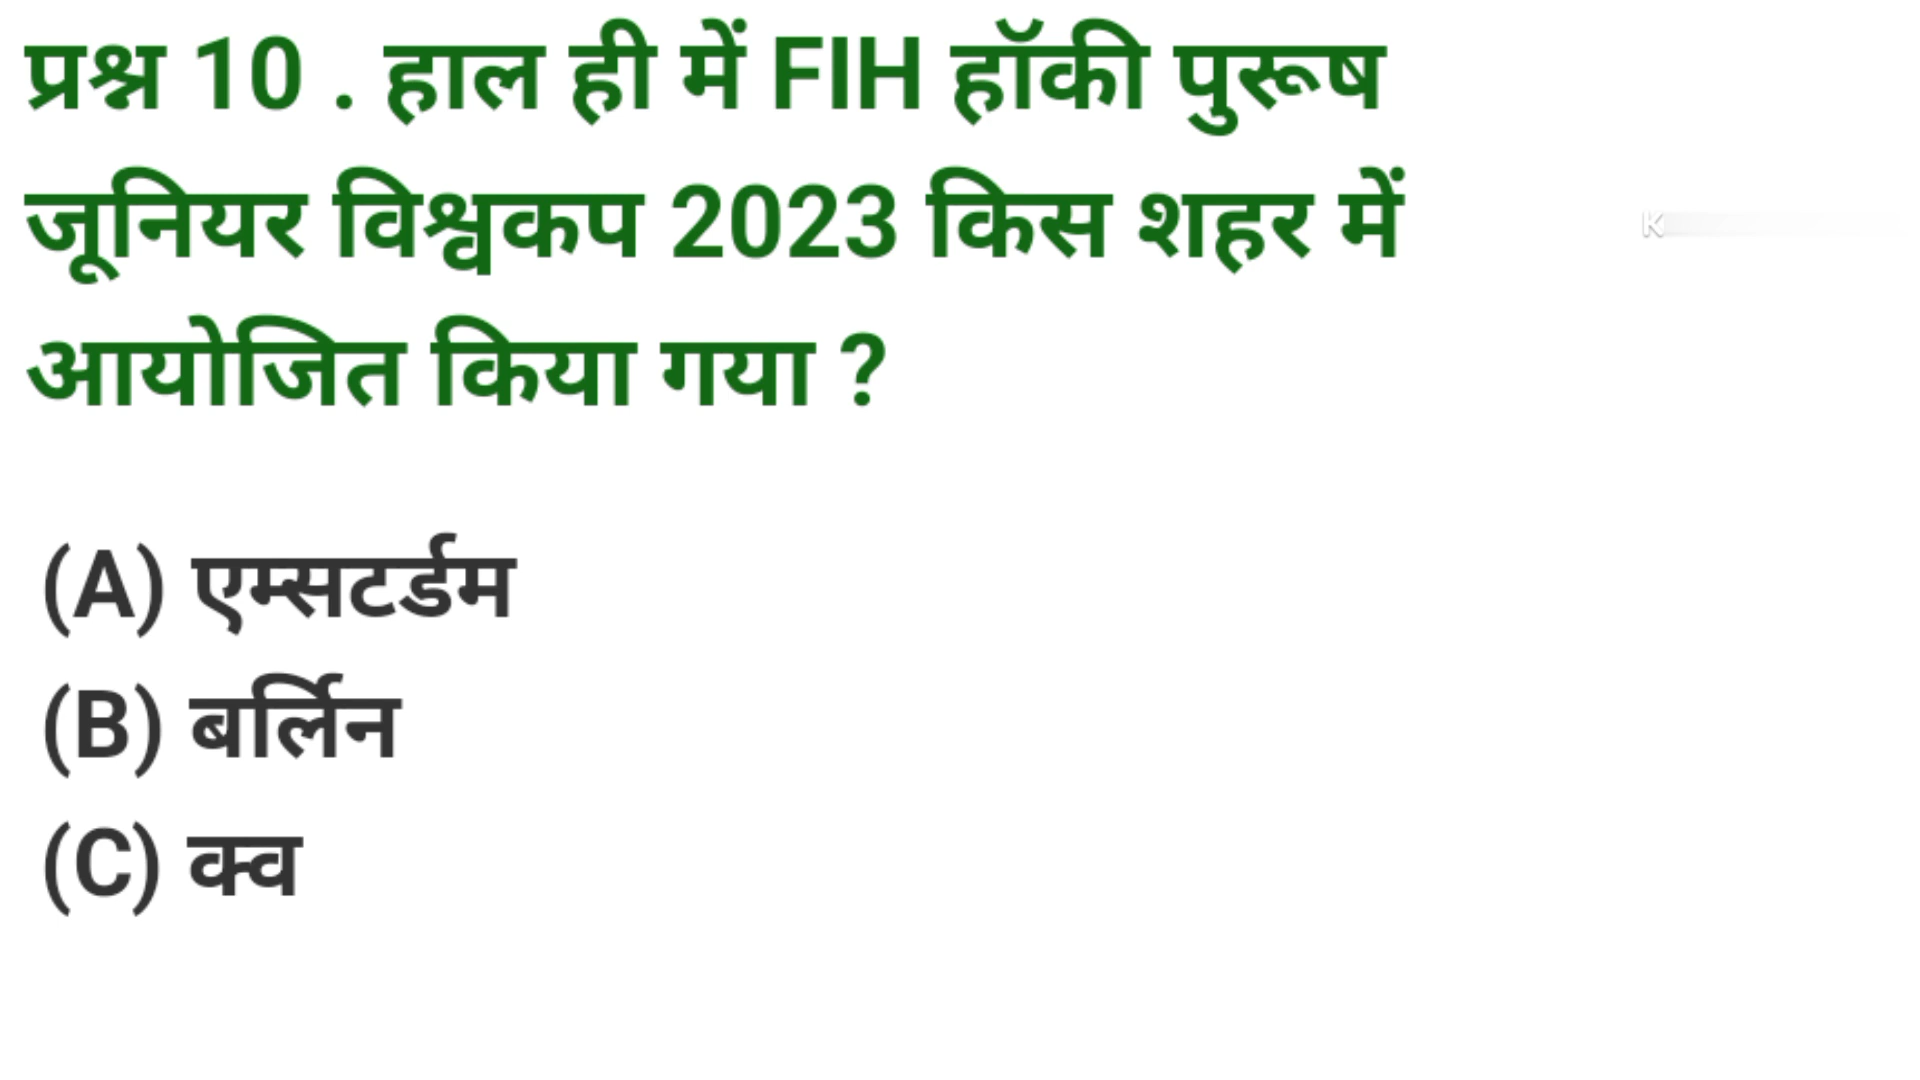 प्रश्न 10 . हाल ही में FIH हॉकी पुरूष
जूनियर विश्वकप 2023 किस शहर में
K
आयोजित किया गया ?
(A) एम्सटर्डम
(B) बर्लिन
(C) क्व